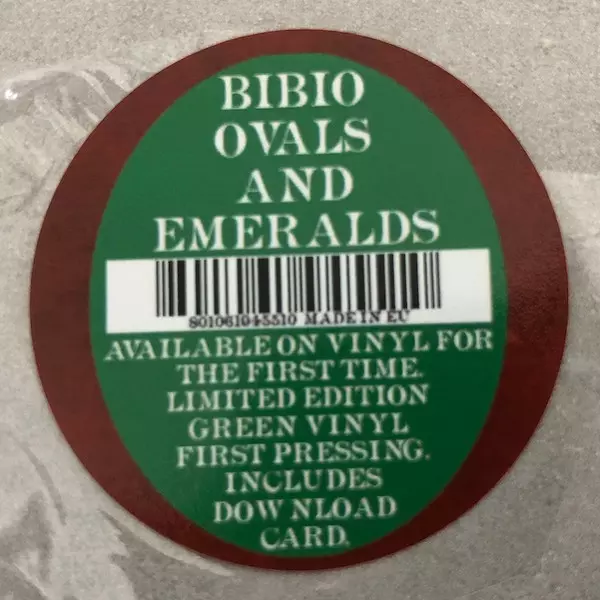 BIBIO
OVALS
AND
EMERALDS
801061945510 MADE IN EU
AVAILABLE ON VINYL FOR
THE FIRST TIME.
LIMITED EDITION
GREEN VINYL
FIRST PRESSING.
INCLUDES
DOWNLOAD
CARD.